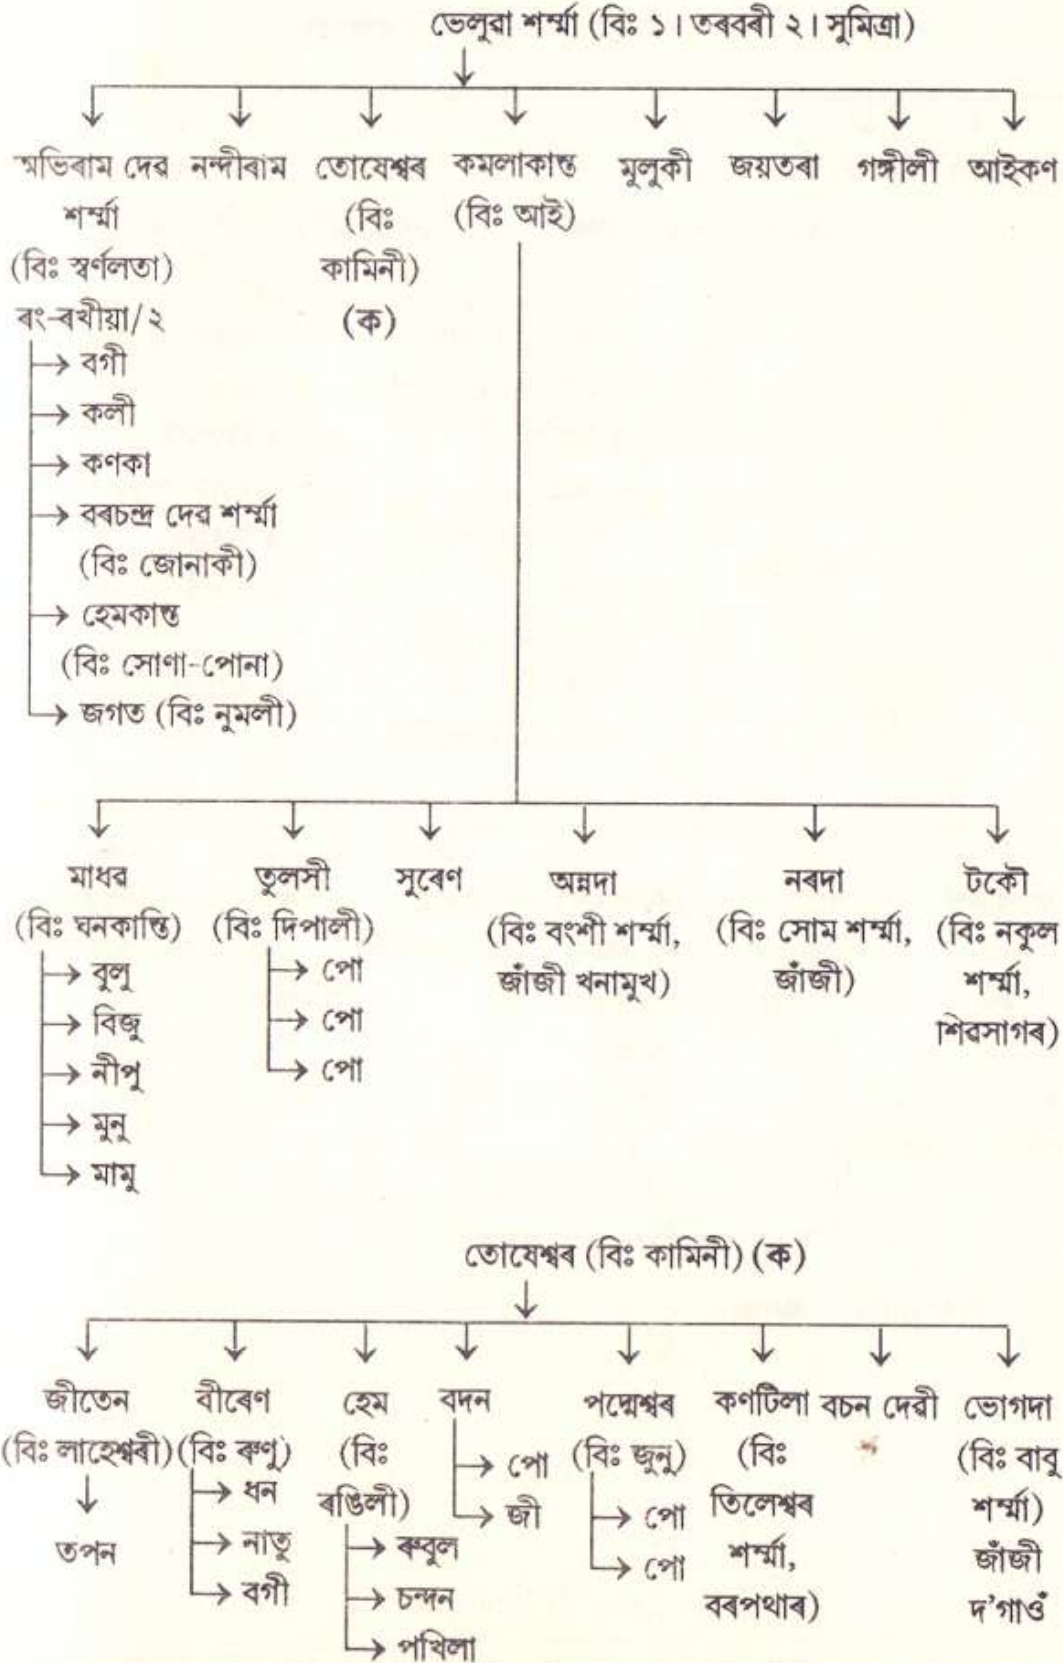 ভেলুৱা শৰ্ম্মা (বিঃ ১। তৰবৰী ২। সুমিত্ৰা)
অভিৰাম দেৱ নন্দীৰাম তোষেশ্বৰ কমলাকান্ত মুলুকী জয়তৰা গঙ্গীলী আইকণ
শৰ্ম্মা (বিঃ (বিঃ আই)
(বিঃ স্বৰ্ণলতা) কামিনী)
ৰং-ৰখীয়া/২ (ক)
→ বগী
→ কলী
→ কণকা
→ বৰচন্দ্ৰ দেৱ শৰ্ম্মা
(বিঃ জোনাকী)
→ হেমকান্ত
(বিঃ সোণা-পোনা)
→ জগত (বিঃ নুমলী)
মাধৱ তুলসী সুৰেণ অন্নদা নৰদা টকৌ
(বিঃ ঘনকান্তি) (বিঃ দিপালী) (বিঃ বংশী শৰ্ম্মা, (বিঃ সোম শৰ্ম্মা, (বিঃ নকুল
→ বুলু → পো জাঁজী খনামুখ) জাঁজী) শৰ্ম্মা,
→ বিজু → পো শিৱসাগৰ)
→ নীপু → পো
→ মুনু
→ মামু
তোষেশ্বৰ (বিঃ কামিনী) (ক)
জীতেন বীৰেণ হেম বদন পদ্মেশ্বৰ কণটিলা বচন দেৱী ভোগদা
(বিঃ লাহেশ্বৰী) (বিঃ ৰুণু) (বিঃ → পো (বিঃ জুনু) (বিঃ (বিঃ বাবু
→ ধন ৰঙিলী) → জী → পো তিলেশ্বৰ শৰ্ম্মা)
তপন → নাতু → ৰুবুল → পো শৰ্ম্মা, জাঁজী
→ বগী → চন্দন বৰপথাৰ) দ'গাওঁ
→ পখিলা